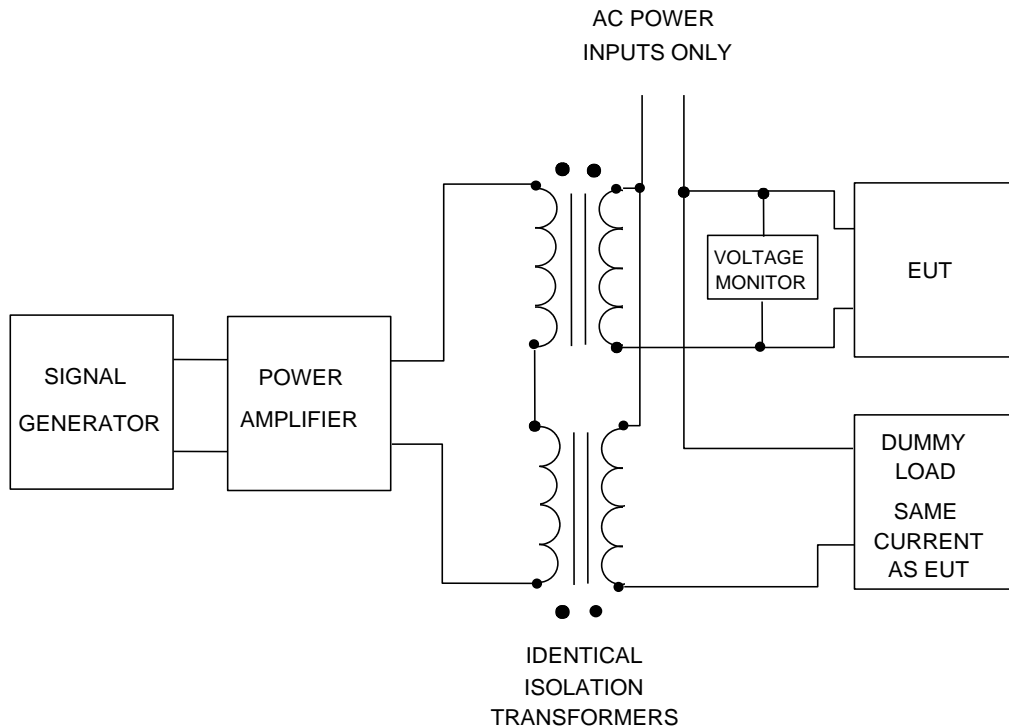 AC POWER
INPUTS ONLY
VOLTAGE
MONITOR
EUT
SIGNAL
GENERATOR
POWER
AMPLIFIER
DUMMY
LOAD
SAME
CURRENT
AS EUT
IDENTICAL
ISOLATION
TRANSFORMERS